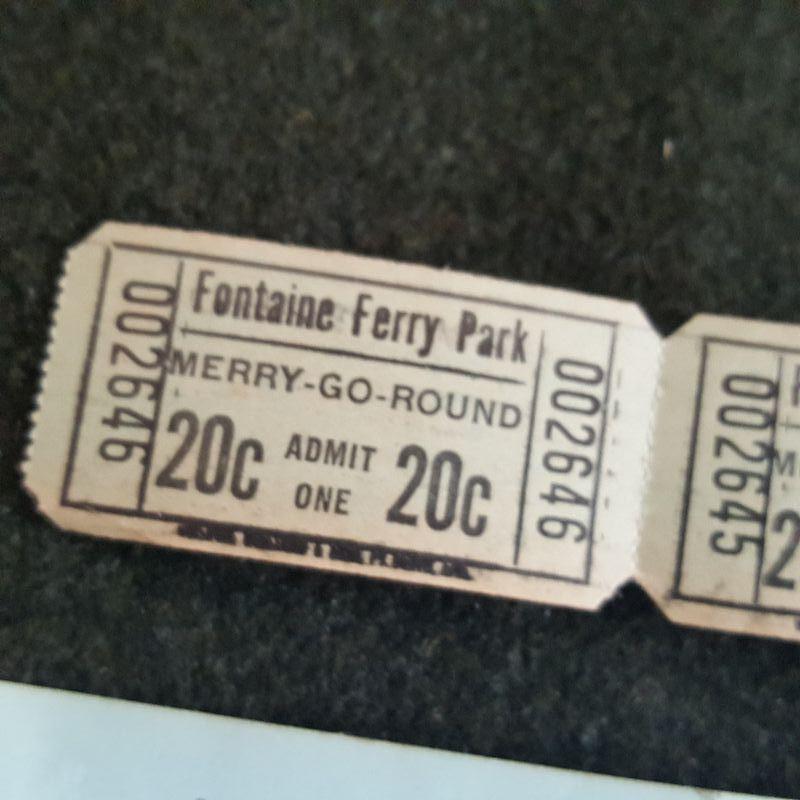 002646
Fontaine Ferry Park
MERRY-GO-ROUND
20c ADMIT ONE 20c
002646
002645